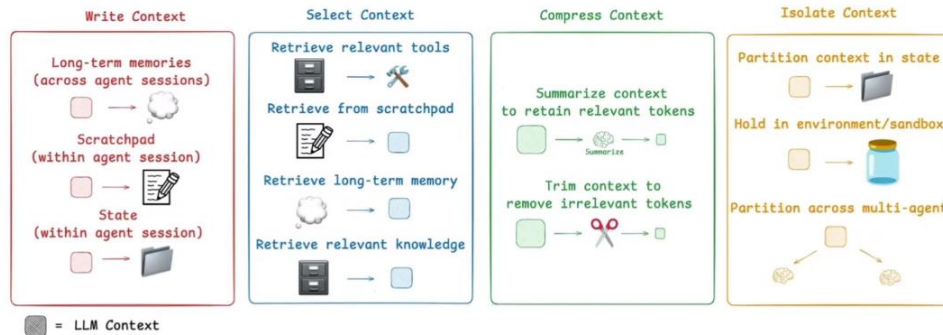 Write Context
Long-term memories
(across agent sessions)
Scratchpad
(within agent session)
State
(within agent session)
Select Context
Retrieve relevant tools
Retrieve from scratchpad
Retrieve long-term memory
Retrieve relevant knowledge
Compress Context
Summarize context
to retain relevant tokens
Summarize
Trim context to
remove irrelevant tokens
Isolate Context
Partition context in state
Hold in environment/sandbox
Partition across multi-agent
= LLM Context